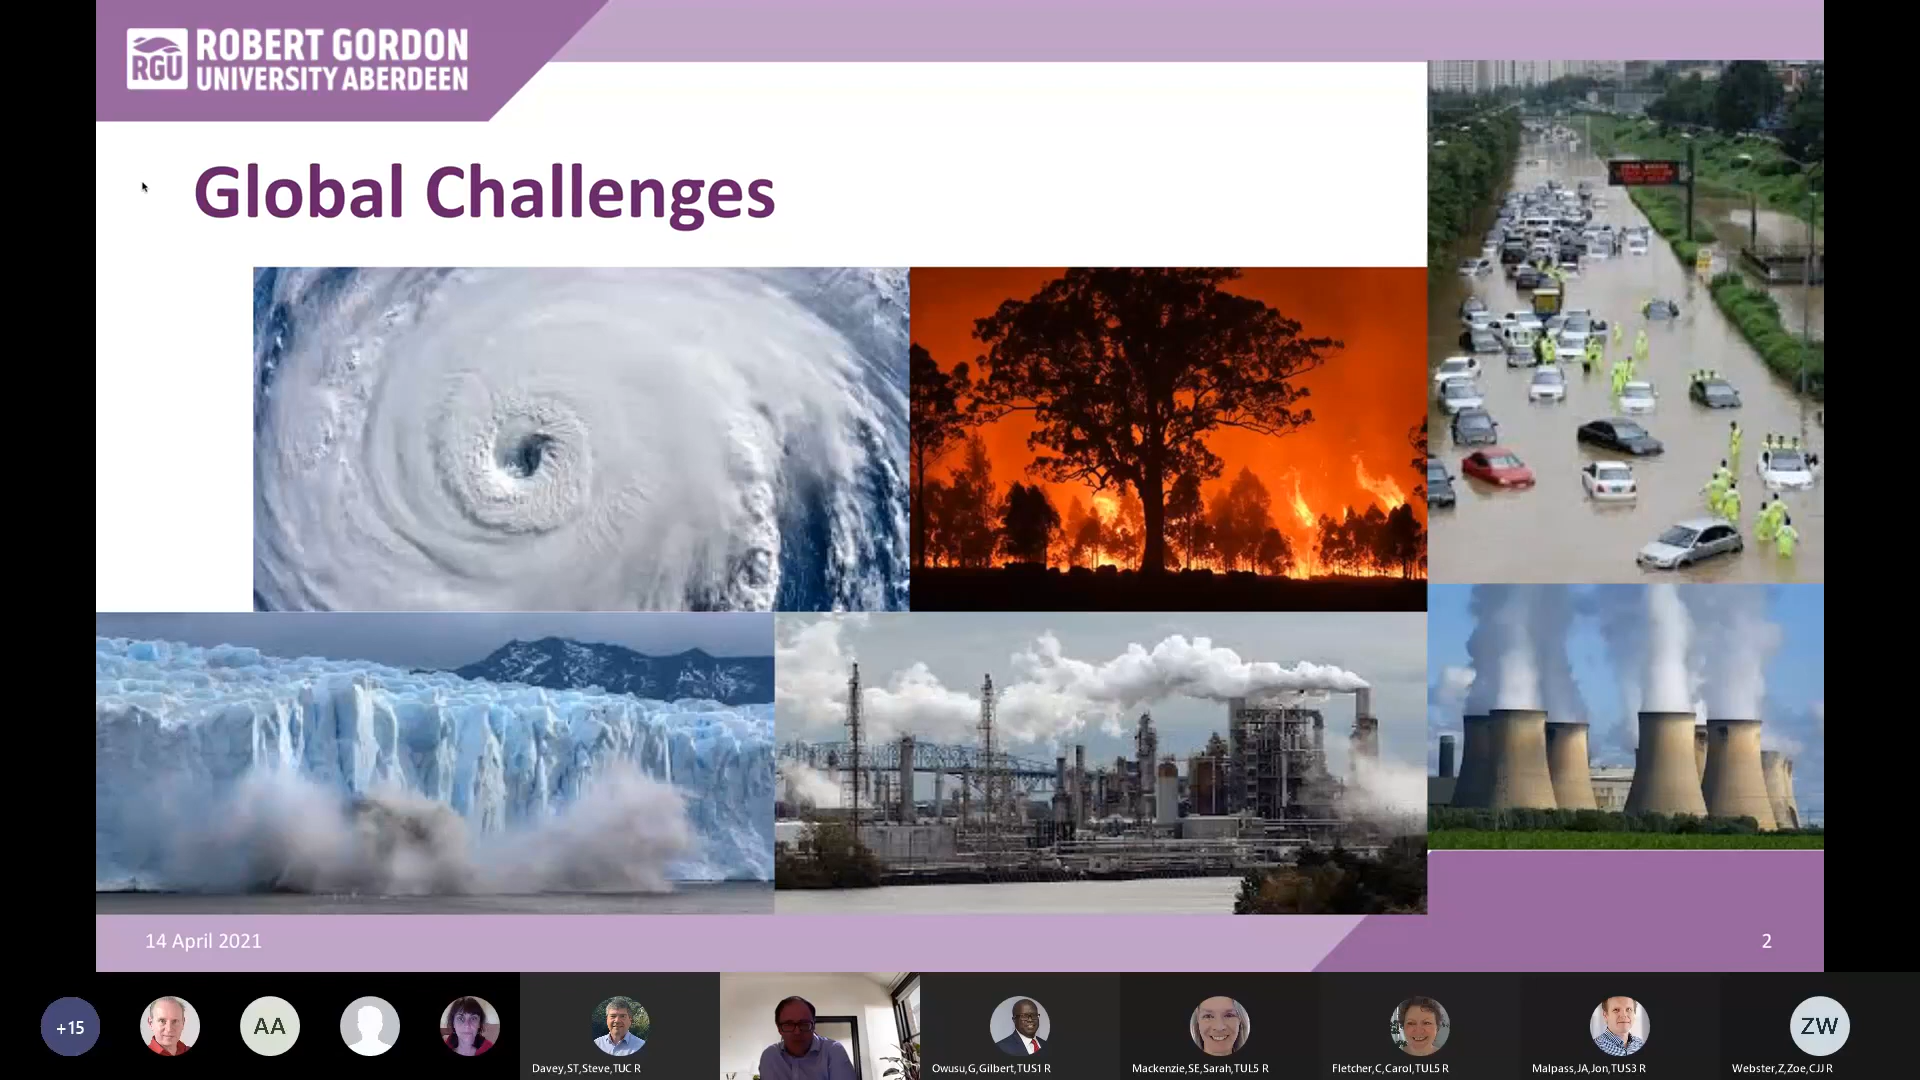 RGU
ROBERT GORDON
UNIVERSITY ABERDEEN
Global Challenges
14 April 2021
2
+15
AA
Davey,ST,Steve,TUC R
Owusu,G,Gilbert,TUS1 R
Mackenzie,SE,Sarah,TUL5 R
Fletcher,C,Carol,TUL5 R
Malpass,JA,Jon,TUS3 R
ZW
Webster,Z,Zoe,CJJ R